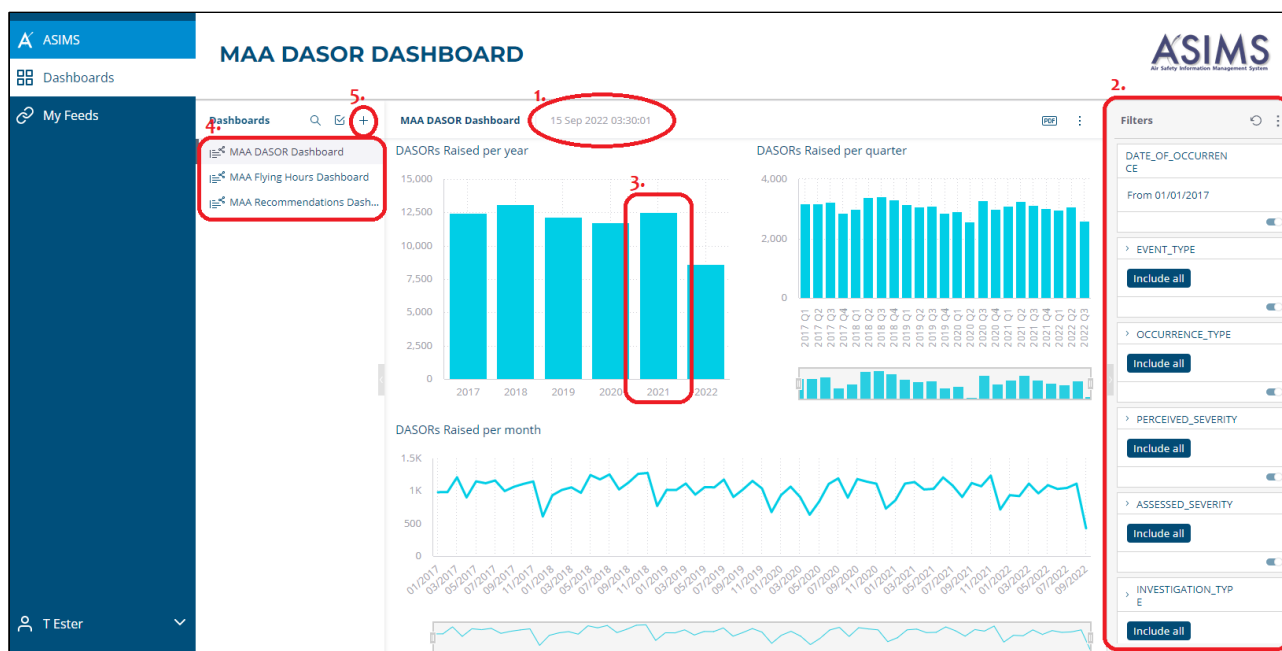 ASIMS
Dashboards
My Feeds
T Ester
MAA DASOR DASHBOARD
ASIMS
Air Safety Information Management System
5.
1.
2.
Dashboards
4.
MAA DASOR Dashboard
MAA Flying Hours Dashboard
MAA Recommendations Dash...
MAA DASOR Dashboard 15 Sep 2022 03:30:01
PDF
DASORs Raised per year
3.
15,000
12,500
10,000
7,500
5,000
2,500
0
2017 2018 2019 2020 2021 2022
DASORs Raised per quarter
4,000
2,000
0
2017 Q1
2017 Q2
2017 Q3
2017 Q4
2018 Q1
2018 Q2
2018 Q3
2018 Q4
2019 Q1
2019 Q2
2019 Q3
2019 Q4
2020 Q1
2020 Q2
2020 Q3
2020 Q4
2021 Q1
2021 Q2
2021 Q3
2021 Q4
2022 Q1
2022 Q2
2022 Q3
DASORs Raised per month
1.5K
1K
500
0
01/2017
03/2017
05/2017
07/2017
09/2017
11/2017
01/2018
03/2018
05/2018
07/2018
09/2018
11/2018
01/2019
03/2019
05/2019
07/2019
09/2019
11/2019
01/2020
03/2020
05/2020
07/2020
09/2020
11/2020
01/2021
03/2021
05/2021
07/2021
09/2021
11/2021
01/2022
03/2022
05/2022
07/2022
09/2022
Filters
DATE_OF_OCCURREN
CE
From 01/01/2017
EVENT_TYPE
Include all
OCCURRENCE_TYPE
Include all
PERCEIVED_SEVERITY
Include all
ASSESSED_SEVERITY
Include all
INVESTIGATION_TYP
E
Include all